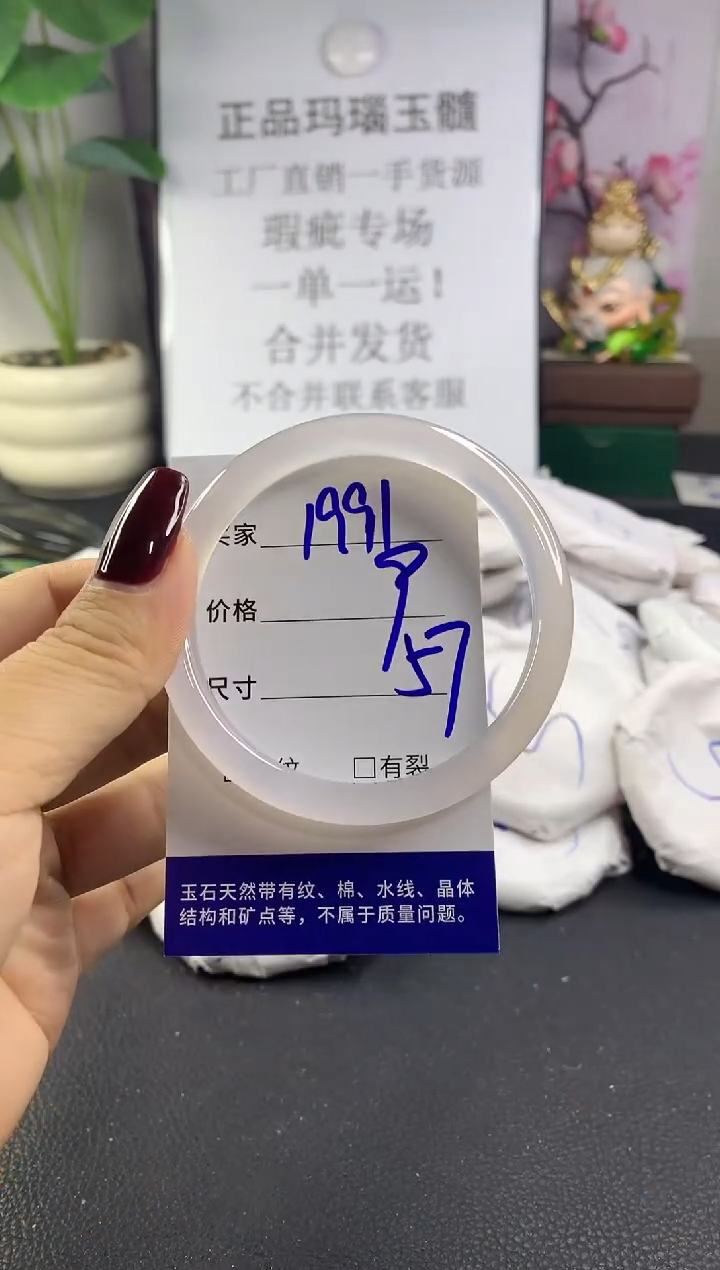 正品玛瑙玉髓
工厂直销一手货源
瑕疵专场
一单一运！
合并发货
不合并联系客服
家 1991
价格 9
尺寸 57
纹 □有裂
玉石天然带有纹、棉、水线、晶体
结构和矿点等，不属于质量问题。